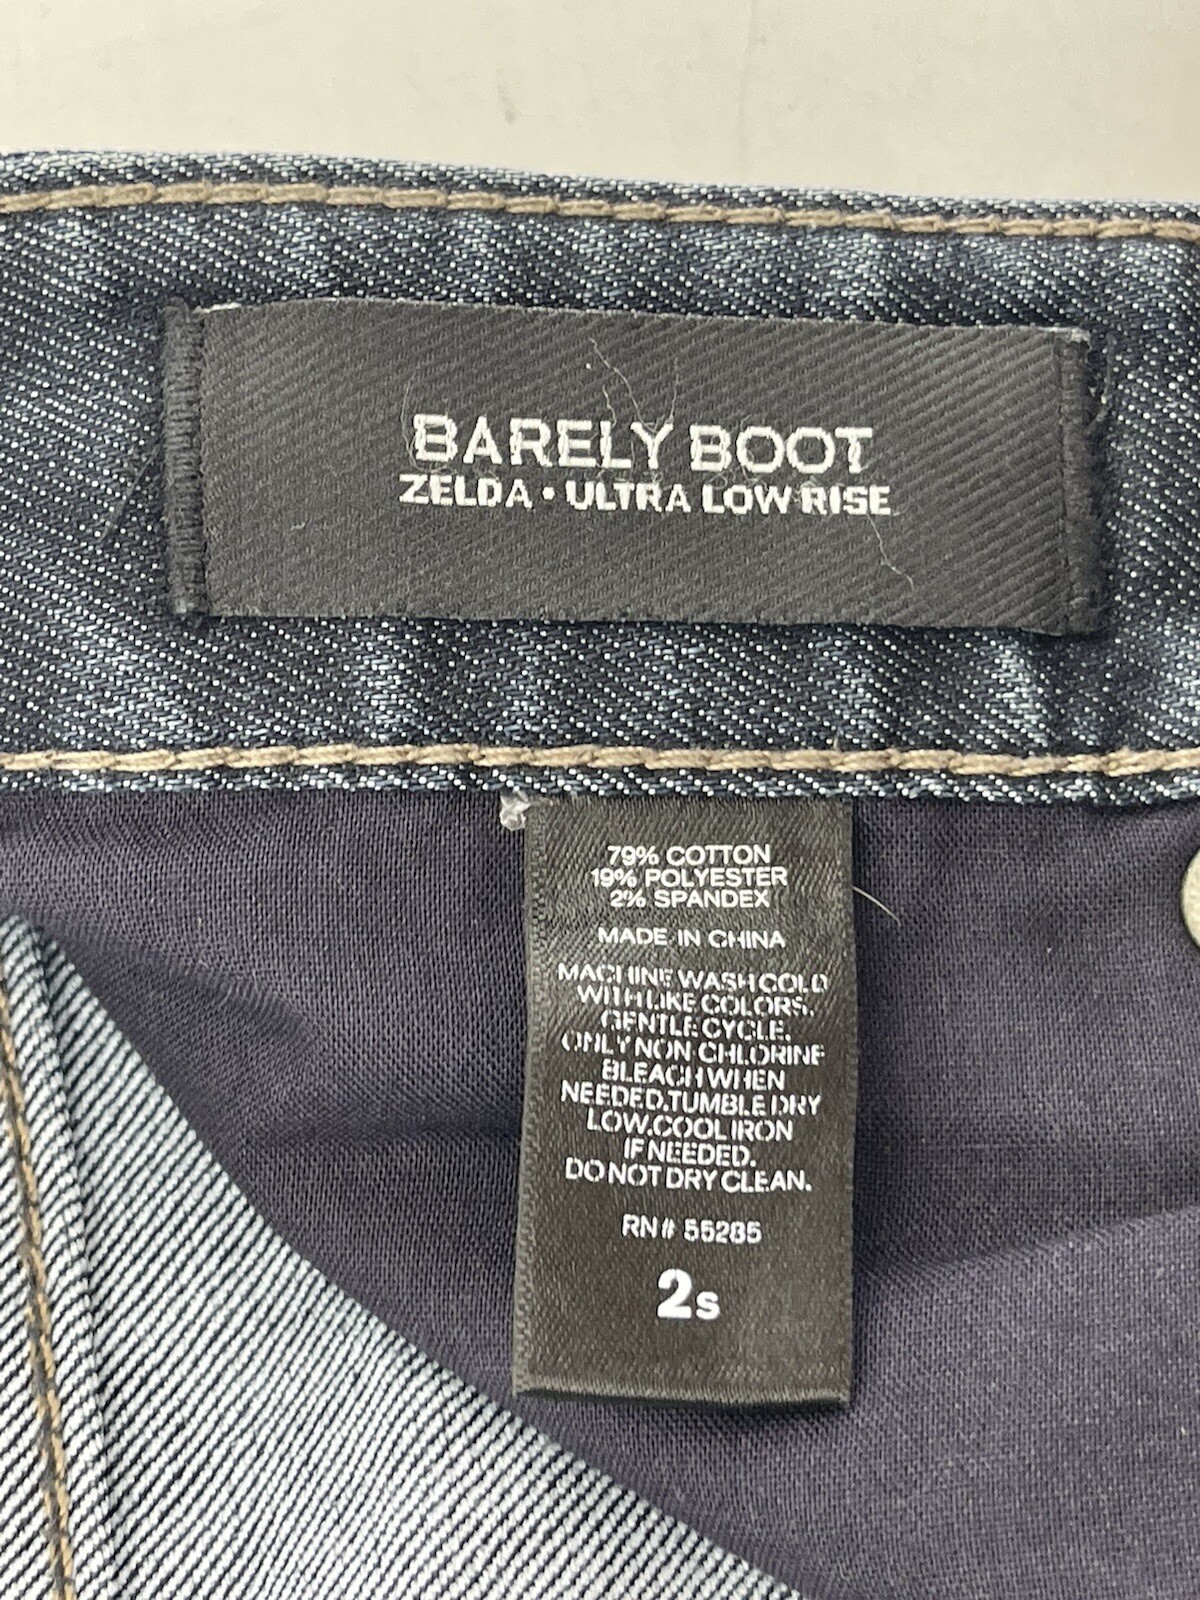 BARELY BOOT
ZELDA • ULTRA LOW RISE
79% COTTON
19% POLYESTER
2% SPANDEX
MADE IN CHINA
MACHINE WASH COLD
WITH LIKE COLORS.
GENTLE CYCLE.
ONLY NON CHLORINE
BLEACH WHEN
NEEDED.TUMBLE DRY
LOW.COOL IRON
IF NEEDED.
DO NOT DRY CLEAN.
RN# 55285
2s